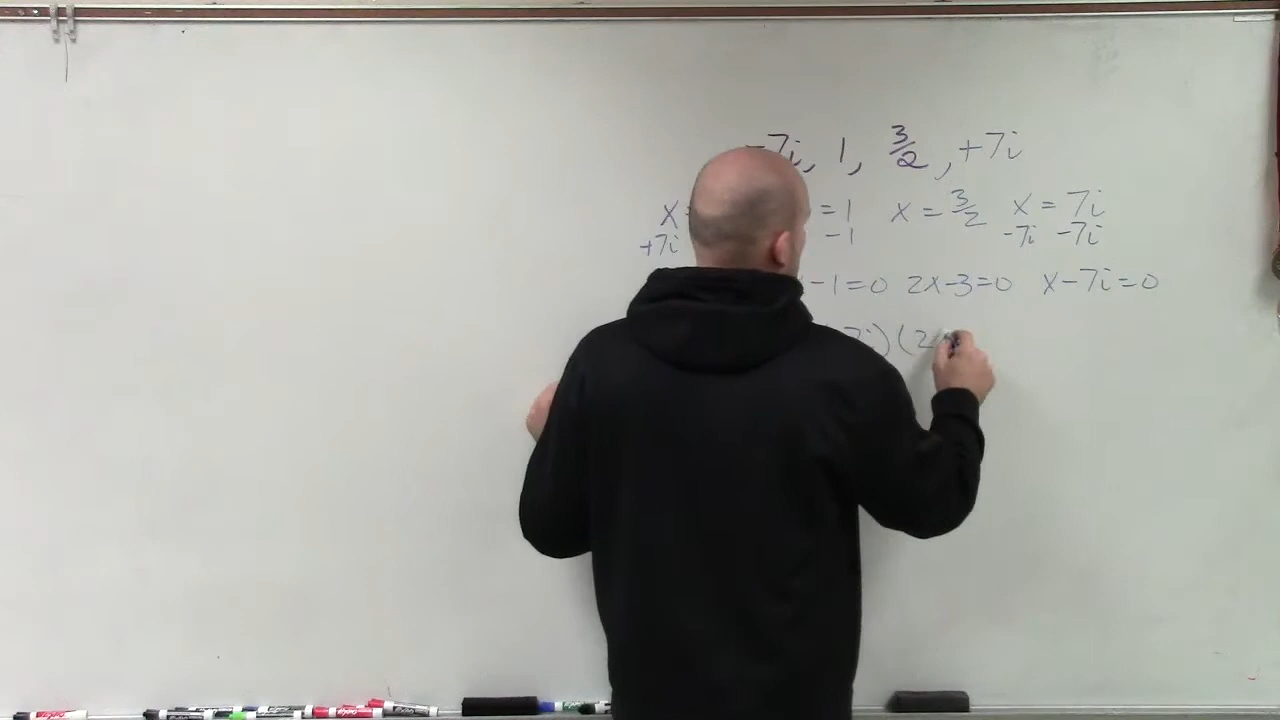 -7i, 1, 3/2, +7i
x = =1 x = 3/2 x = 7i
+7i -1 -7i -7i
-1=0 2x-3=0 x-7i=0
7i)(2